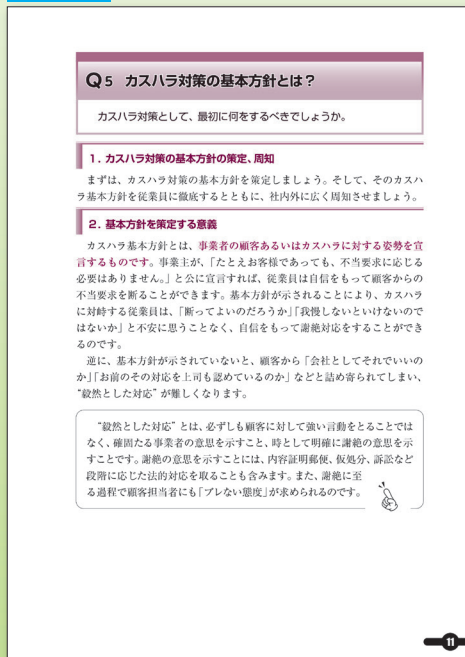 Q5 カスハラ対策の基本方針とは？
カスハラ対策として、最初に何をするべきでしょうか。
1．カスハラ対策の基本方針の策定、周知
まずは、カスハラ対策の基本方針を策定しましょう。そして、そのカスハ
ラ基本方針を従業員に徹底するとともに、社内外に広く周知させましょう。
2．基本方針を策定する意義
カスハラ基本方針とは、事業者の顧客あるいはカスハラに対する姿勢を宣
言するものです。事業主が、「たとえお客様であっても、不当要求に応じる
必要はありません。」と公に宣言すれば、従業員は自信をもって顧客からの
不当要求を断ることができます。基本方針が示されることにより、カスハラ
に対峙する従業員は、「断ってよいのだろうか」「我慢しないといけないので
はないか」と不安に思うことなく、自信をもって謝絶対応をすることができ
るのです。
逆に、基本方針が示されていないと、顧客から「会社としてそれでいいの
か」「お前のその対応を上司も認めているのか」などと詰め寄られてしまい、
“毅然とした対応”が難しくなります。
“毅然とした対応”とは、必ずしも顧客に対して強い言動をとることでは
なく、確固たる事業者の意思を示すこと、時として明確に謝絶の意思を示
すことです。謝絶の意思を示すことには、内容証明郵便、仮処分、訴訟など
段階に応じた法的対応を取ることも含みます。また、謝絶に至
る過程で顧客担当者にも「ブレない態度」が求められるのです。
11